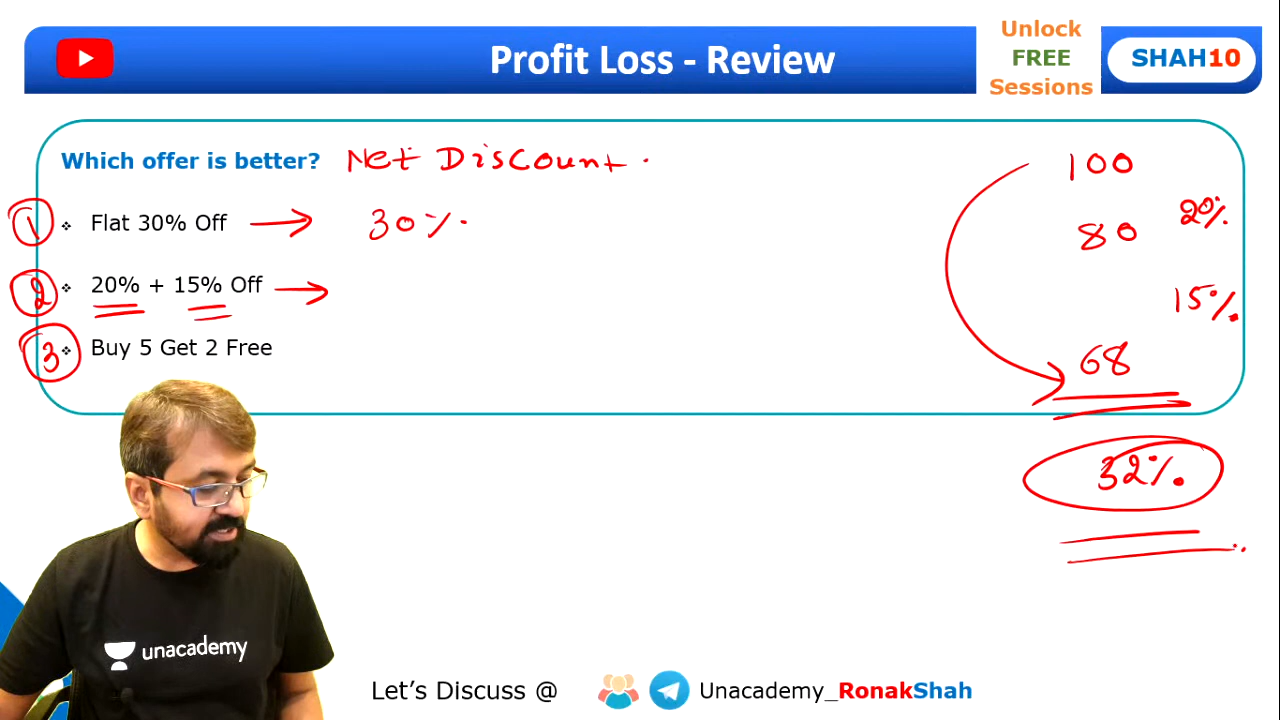 Profit Loss - Review
Unlock
FREE
Sessions
SHAH10
Which offer is better? Net Discount.
1 ❖ Flat 30% Off → 30%.
2 ❖ 20% + 15% Off →
3 ❖ Buy 5 Get 2 Free
100
20%.
80
15%.
68
32%.
unacademy
Let’s Discuss @ Unacademy_RonakShah